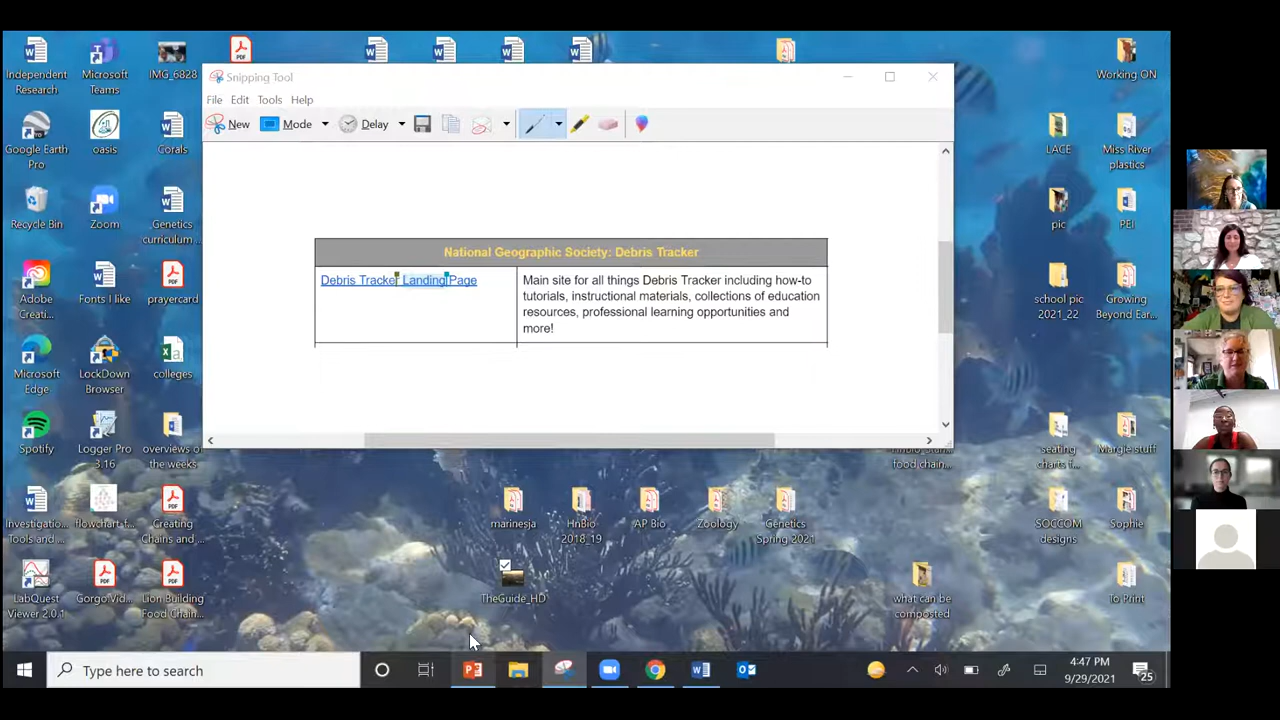 Independent
Research
Microsoft
Teams
IMG_6828
Working ON
Snipping Tool
File Edit Tools Help
New Mode Delay
National Geographic Society: Debris Tracker
Debris Tracker Landing Page
Main site for all things Debris Tracker including how-to
tutorials, instructional materials, collections of education
resources, professional learning opportunities and
more!
Google Earth
Pro
oasis
Corals
LACE
Miss River
plastics
Recycle Bin
Zoom
Genetics
curriculum...
pic
PEI
Adobe
Creati...
Fonts I like
prayercard
school pic
2021_22
Growing
Beyond Ear...
Microsoft
Edge
LockDown
Browser
colleges
Spotify
Logger Pro
3.16
overviews of
the weeks
food chain...
seating
charts f...
Margie stuff
Investigatio...
Tools and ...
flowchart-f...
Creating
Chains and ...
marinesja
HnBio
2018_19
AP Bio
Zoology
Genetics
Spring 2021
SOCCOM
designs
Sophie
LabQuest
Viewer 2.0.1
Gorgo.Vid...
Lion Building
Food Chain...
TheGuide_HD
what can be
composted
To Print
Type here to search
4:47 PM
9/29/2021
25